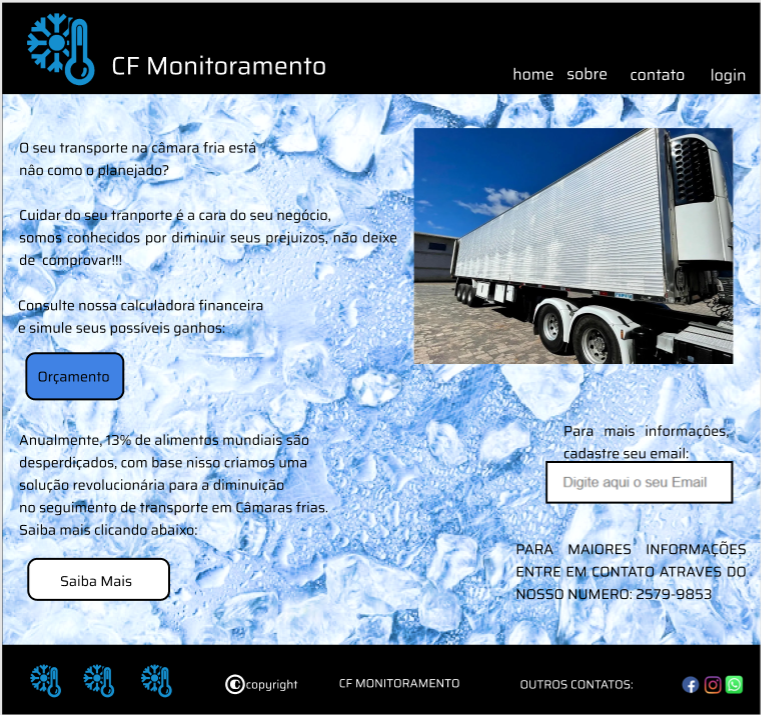 CF Monitoramento
home sobre contato login
O seu transporte na câmara fria está
não como o planejado?
Cuidar do seu tranporte é a cara do seu negócio,
somos conhecidos por diminuir seus prejuizos, não deixe
de comprovar!!!
Consulte nossa calculadora financeira
e simule seus possíveis ganhos:
Orçamento
Anualmente, 13% de alimentos mundiais são
desperdiçados, com base nisso criamos uma
solução revolucionária para a diminuição
no seguimento de transporte em Câmaras frias.
Saiba mais clicando abaixo:
Saiba Mais
Para mais informações,
cadastre seu email:
Digite aqui o seu Email
PARA MAIORES INFORMAÇÕES
ENTRE EM CONTATO ATRAVES DO
NOSSO NUMERO: 2579-9853
© copyright
CF MONITORAMENTO
OUTROS CONTATOS: